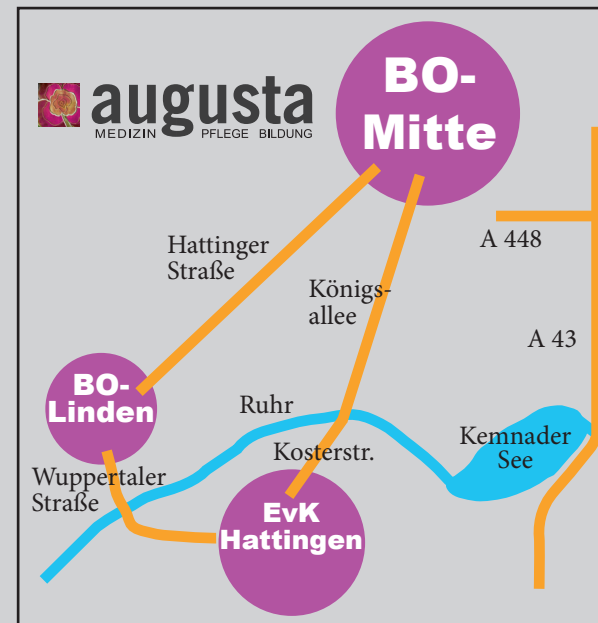 augusta
MEDIZIN PFLEGE BILDUNG
BO-
Mitte
Hattinger
Straße
A 448
Königs-
allee
A 43
BO-
Linden
Ruhr
Kemnader
See
Kosterstr.
Wuppertaler
Straße
EvK
Hattingen